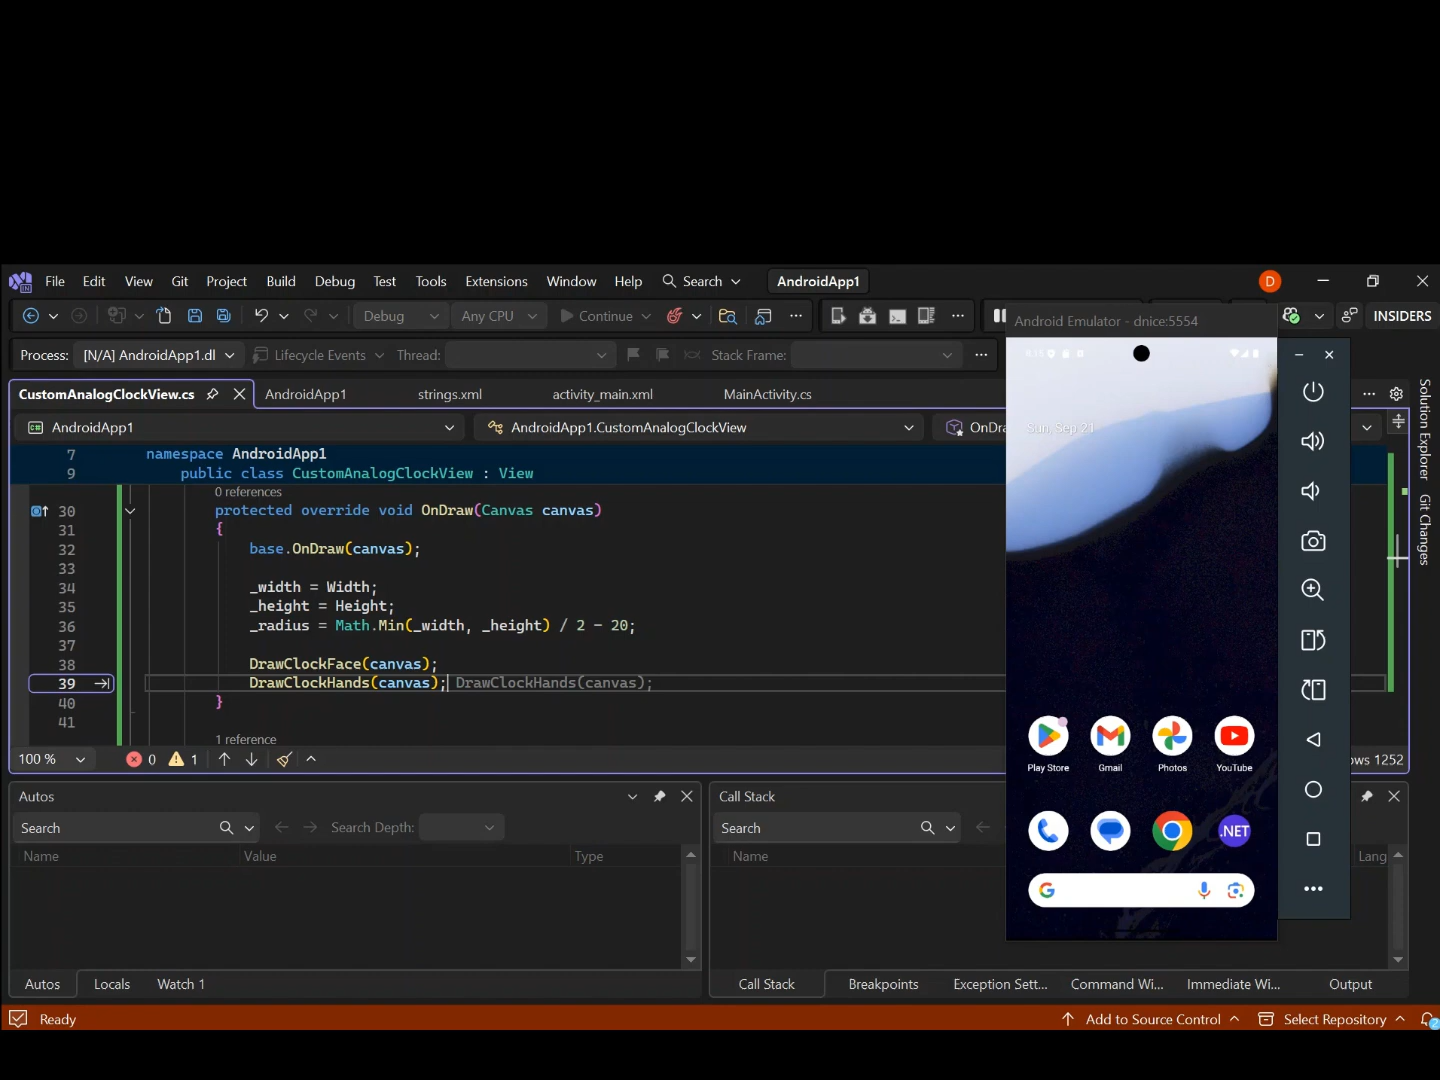 File Edit View Git Project Build Debug Test Tools Extensions Window Help Search AndroidApp1 D
Debug Any CPU Continue INSIDERS
Process: [N/A] AndroidApp1.dl Lifecycle Events Thread: Stack Frame:
CustomAnalogClockView.cs AndroidApp1 strings.xml activity_main.xml MainActivity.cs
AndroidApp1 AndroidApp1.CustomAnalogClockView OnDra
7 namespace AndroidApp1
9 public class CustomAnalogClockView : View
0 references
30 protected override void OnDraw(Canvas canvas)
31 {
32 base.OnDraw(canvas);
33
34 _width = Width;
35 _height = Height;
36 _radius = Math.Min(_width, _height) / 2 - 20;
37
38 DrawClockFace(canvas);
39 DrawClockHands(canvas); DrawClockHands(canvas);
40 }
41
1 reference
100 % 0 1 ows 1252
Autos
Search Search Depth:
Name Value Type
Autos Locals Watch 1
Call Stack
Search
Name Lang
Call Stack Breakpoints Exception Sett... Command Wi... Immediate Wi... Output
Ready Add to Source Control Select Repository 2
Solution Explorer
Git Changes
Android Emulator - dnice:5554
Sun, Sep 21
Play Store Gmail Photos YouTube
.NET
G